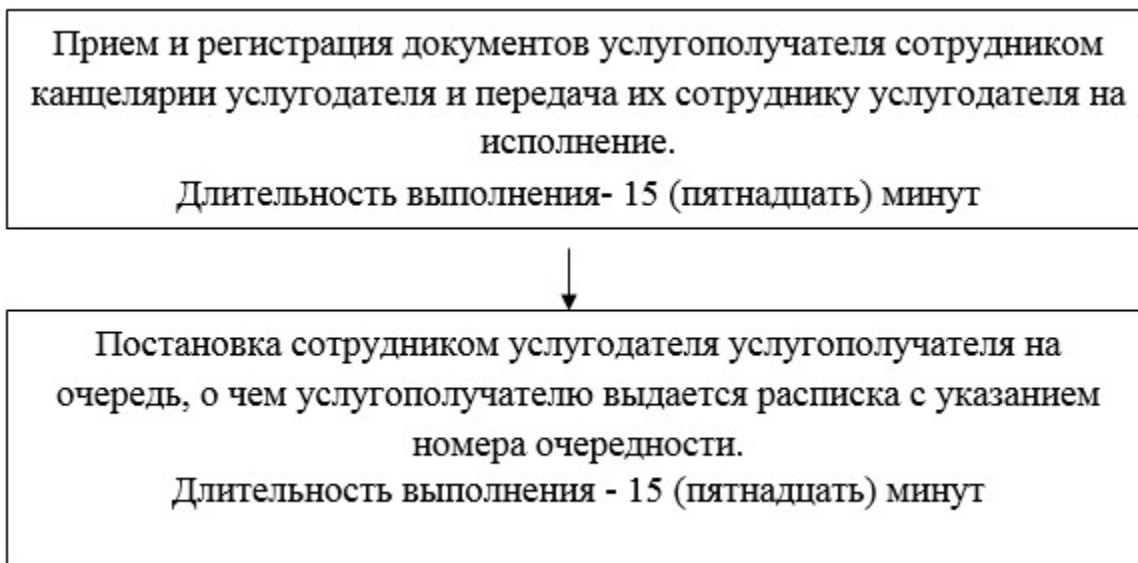 Прием и регистрация документов услугополучателя сотрудником
канцелярии услугодателя и передача их сотруднику услугодателя на
исполнение.
Длительность выполнения- 15 (пятнадцать) минут
Постановка сотрудником услугодателя услугополучателя на
очередь, о чем услугополучателю выдается расписка с указанием
номера очередности.
Длительность выполнения - 15 (пятнадцать) минут